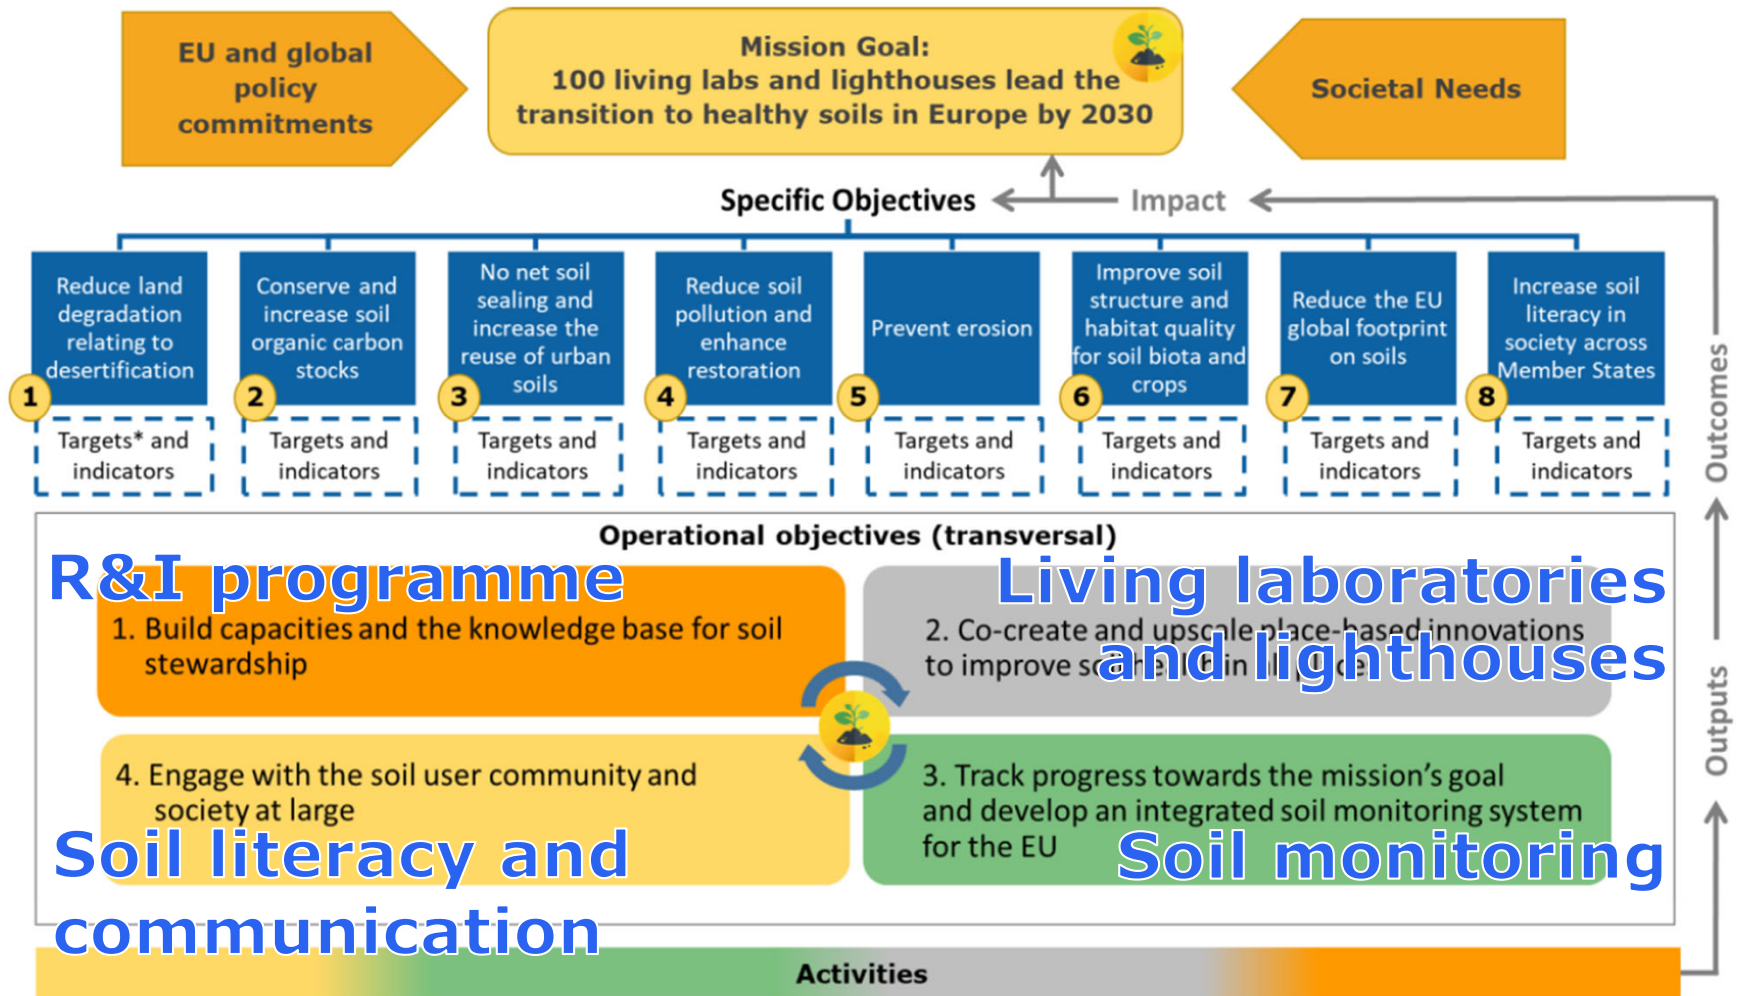 EU and global
policy
commitments
Mission Goal:
100 living labs and lighthouses lead the
transition to healthy soils in Europe by 2030
Societal Needs
Specific Objectives
Impact
Reduce land
degradation
relating to
desertification
1
Targets* and
indicators
Conserve and
increase soil
organic carbon
stocks
2
Targets and
indicators
No net soil
sealing and
increase the
reuse of urban
soils
3
Targets and
indicators
Reduce soil
pollution and
enhance
restoration
4
Targets and
indicators
Prevent erosion
5
Targets and
indicators
Improve soil
structure and
habitat quality
for soil biota and
crops
6
Targets and
indicators
Reduce the EU
global footprint
on soils
7
Targets and
indicators
Increase soil
literacy in
society across
Member States
8
Targets and
indicators
Outcomes
Outputs
Operational objectives (transversal)
R&I programme
1. Build capacities and the knowledge base for soil
stewardship
Living laboratories
and lighthouses
2. Co-create and upscale place-based innovations
to improve soil health in all places
4. Engage with the soil user community and
society at large
Soil literacy and
communication
3. Track progress towards the mission's goal
and develop an integrated soil monitoring system
for the EU
Soil monitoring
Activities